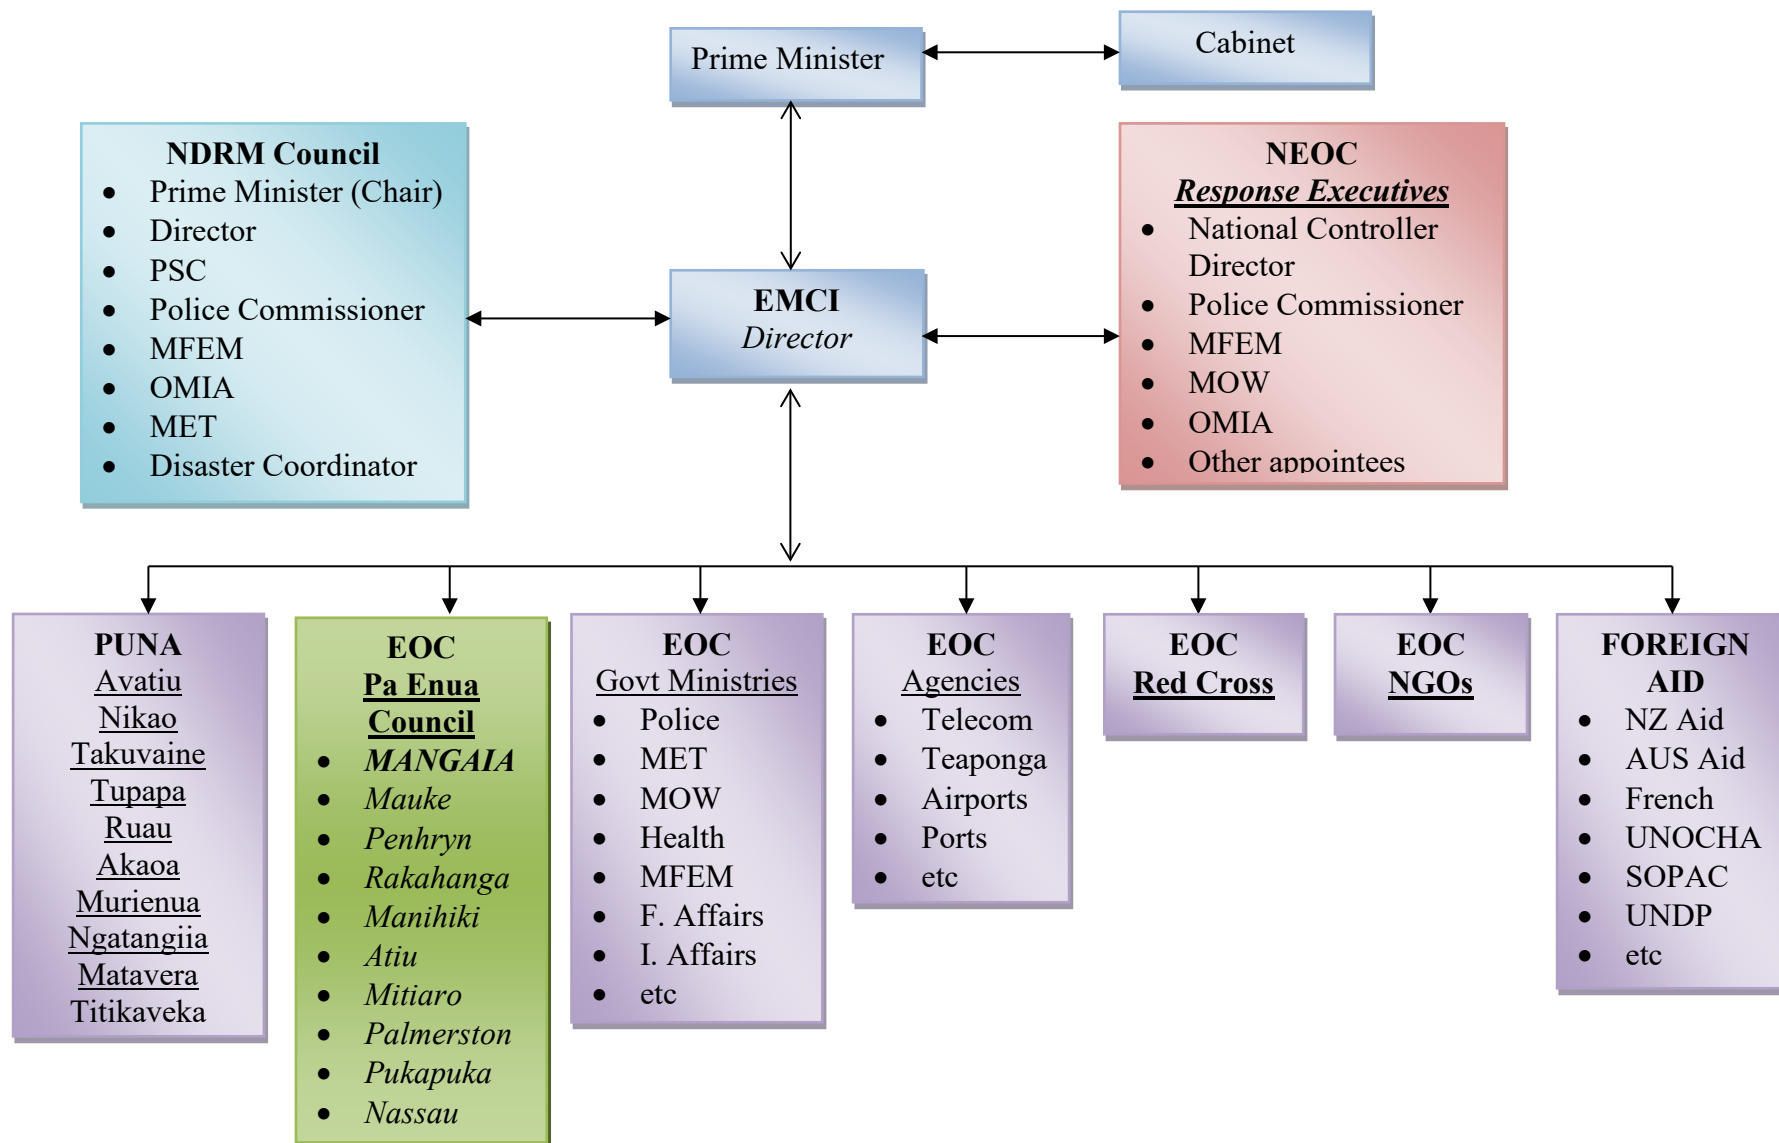 Prime Minister
Cabinet
NDRM Council
• Prime Minister (Chair)
• Director
• PSC
• Police Commissioner
• MFEM
• OMIA
• MET
• Disaster Coordinator
EMCI
Director
NEOC
Response Executives
• National Controller
Director
• Police Commissioner
• MFEM
• MOW
• OMIA
• Other appointees
PUNA
Avatiu
Nikao
Takuvaine
Tupapa
Ruau
Akaoa
Murienua
Ngatangiia
Matavera
Titikaveka
EOC
Pa Enua
Council
• MANGAIA
• Mauke
• Penhryn
• Rakahanga
• Manihiki
• Atiu
• Mitiaro
• Palmerston
• Pukapuka
• Nassau
EOC
Govt Ministries
• Police
• MET
• MOW
• Health
• MFEM
• F. Affairs
• I. Affairs
• etc
EOC
Agencies
• Telecom
• Teaponga
• Airports
• Ports
• etc
EOC
Red Cross
EOC
NGOs
FOREIGN
AID
• NZ Aid
• AUS Aid
• French
• UNOCHA
• SOPAC
• UNDP
• etc